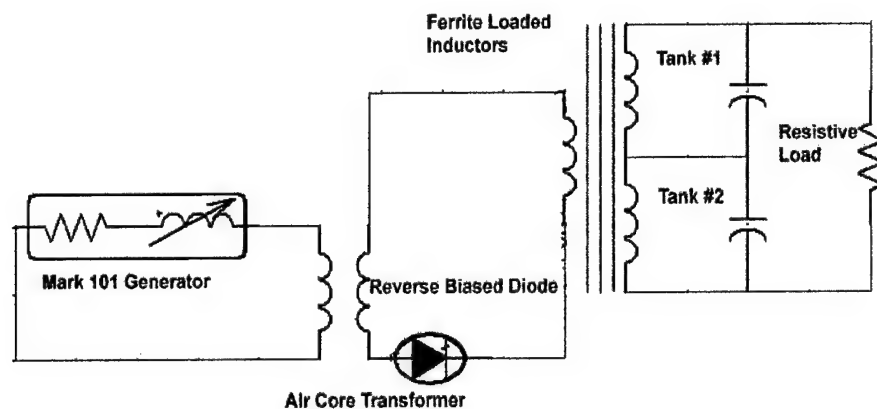 Ferrite Loaded
Inductors
Tank #1
Resistive
Load
Tank #2
Mark 101 Generator
Reverse Biased Diode
Air Core Transformer